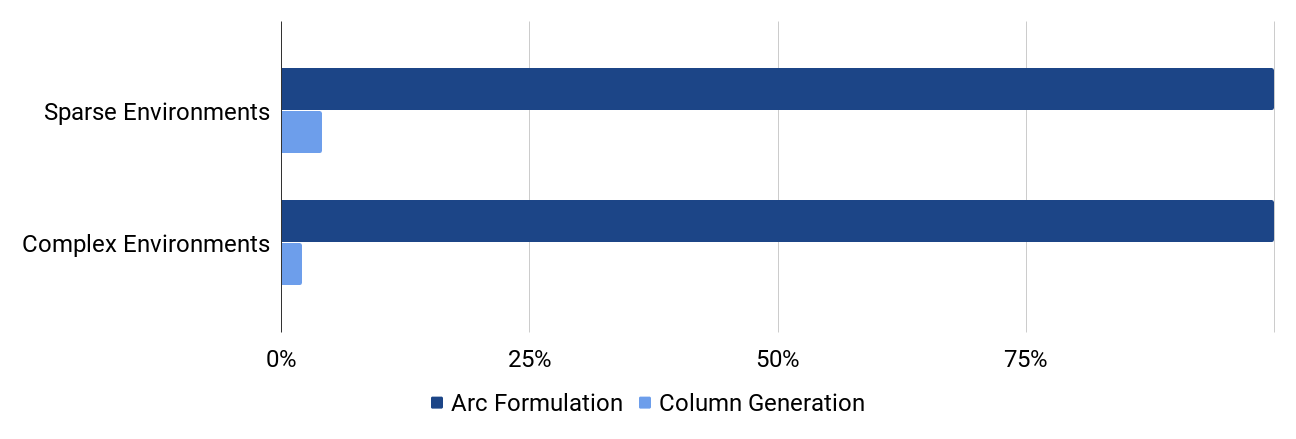 Sparse Environments
Complex Environments
0% 25% 50% 75%
Arc Formulation Column Generation